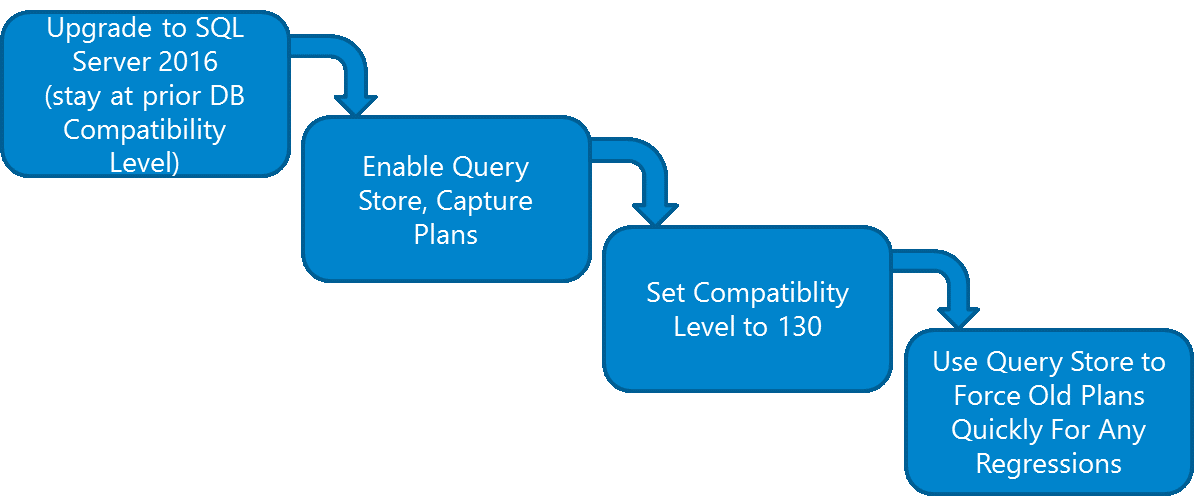 Upgrade to SQL
Server 2016
(stay at prior DB
Compatibility
Level)
Enable Query
Store, Capture
Plans
Set Compatiblity
Level to 130
Use Query Store to
Force Old Plans
Quickly For Any
Regressions